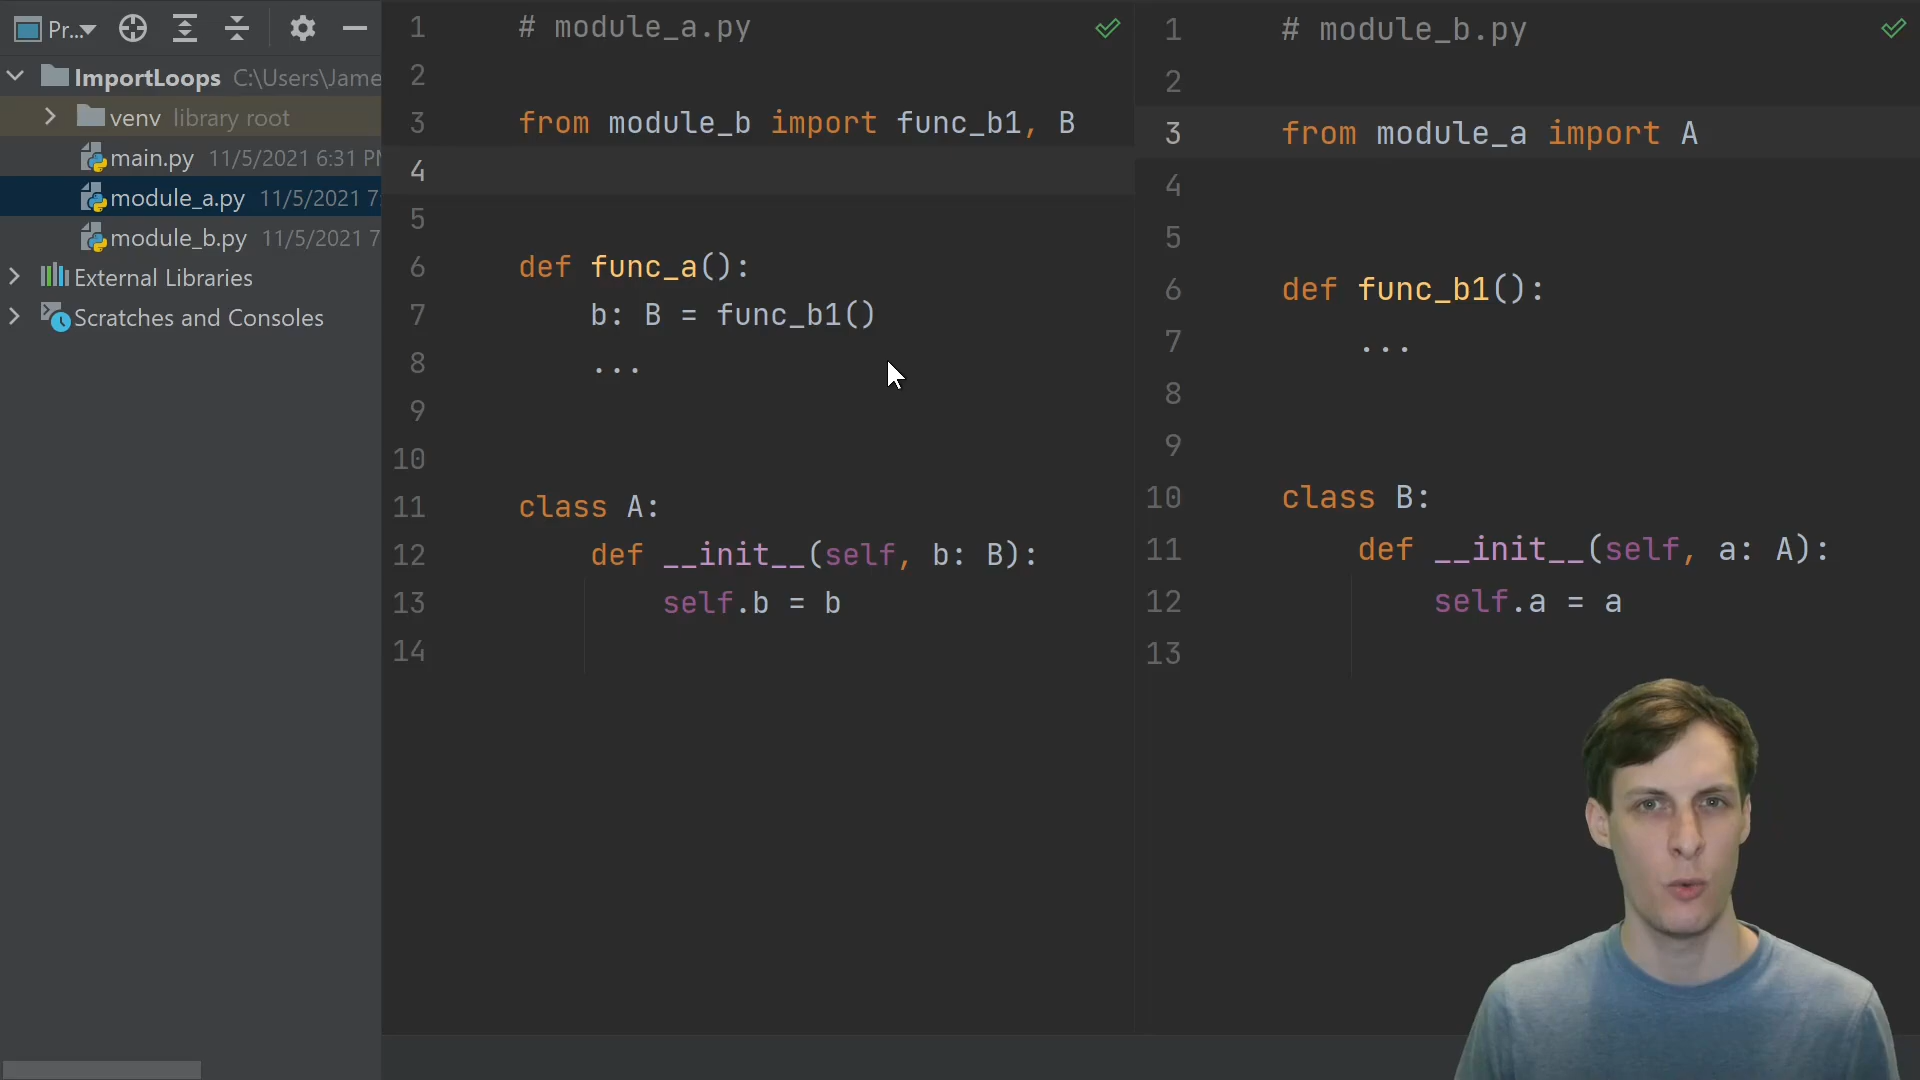 Pr...
ImportLoops C:\Users\Jame
venv library root
main.py 11/5/2021 6:31 PM
module_a.py 11/5/2021 7:
module_b.py 11/5/2021 7
External Libraries
Scratches and Consoles
1 # module_a.py
2
3 from module_b import func_b1, B
4
5
6 def func_a():
7 b: B = func_b1()
8 ...
9
10
11 class A:
12 def __init__(self, b: B):
13 self.b = b
14
1 # module_b.py
2
3 from module_a import A
4
5
6 def func_b1():
7 ...
8
9
10 class B:
11 def __init__(self, a: A):
12 self.a = a
13